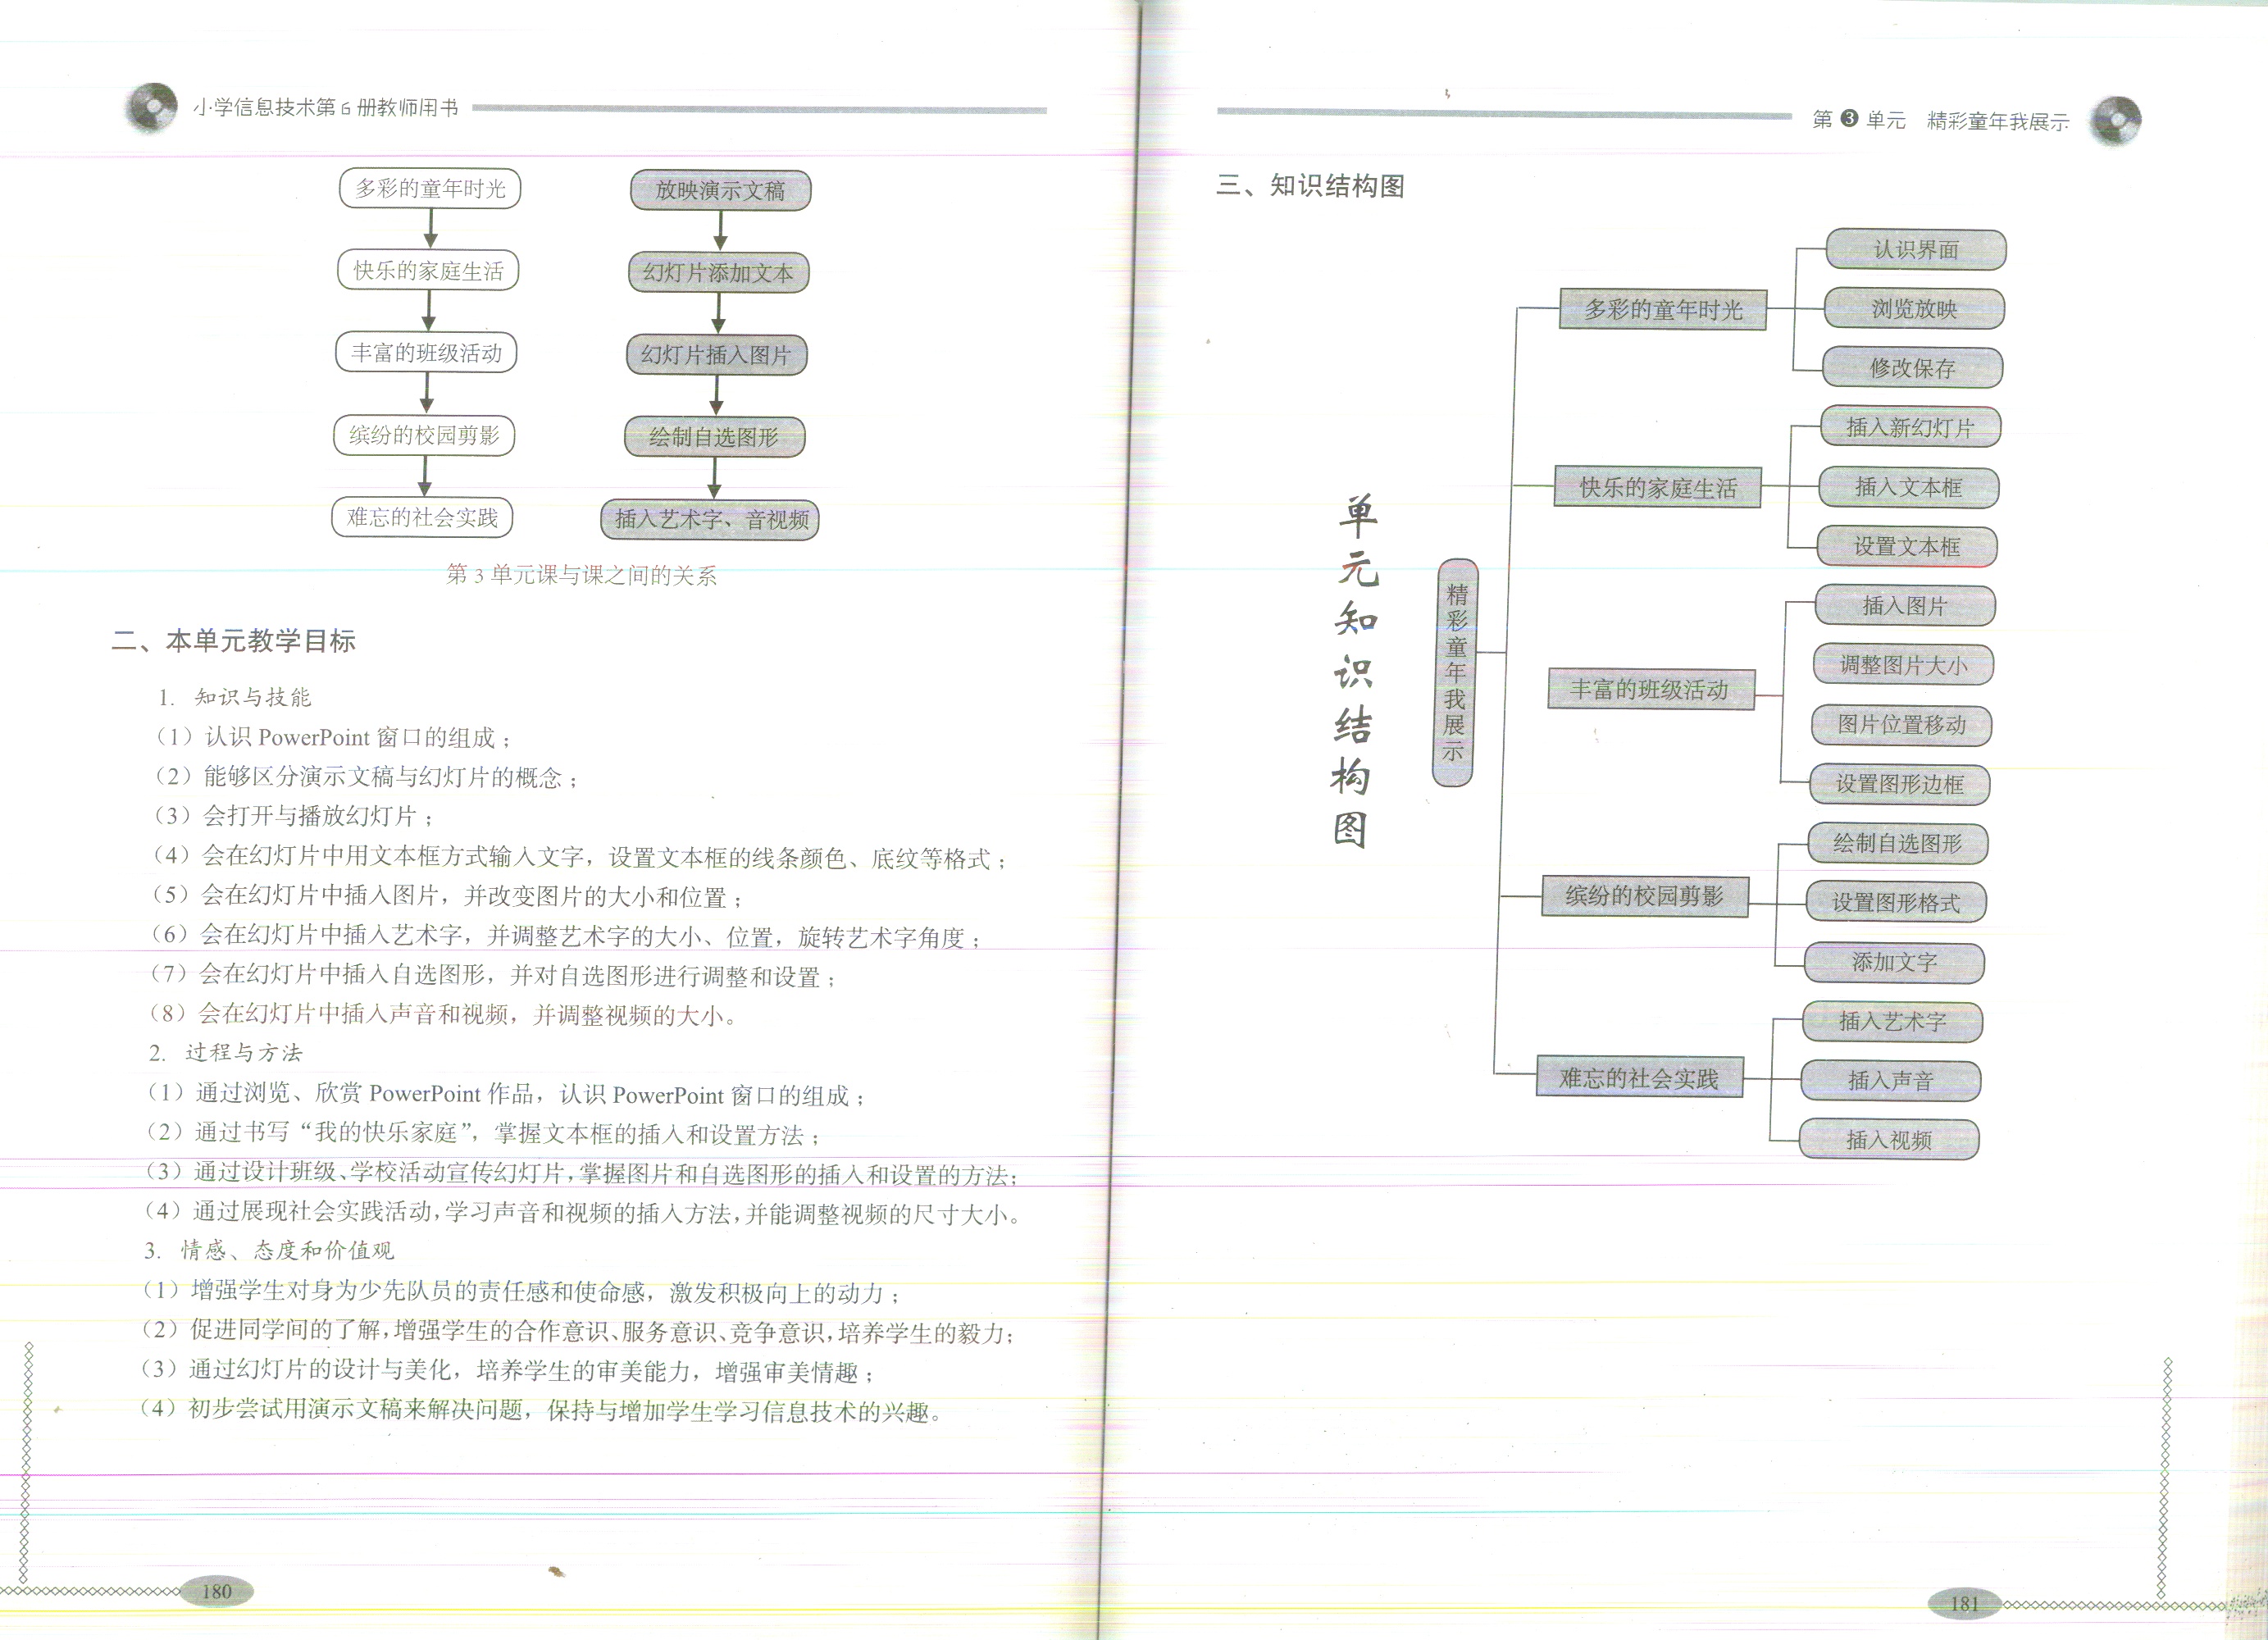 小学信息技术第6册教师用书
多彩的童年时光
放映演示文稿
快乐的家庭生活
幻灯片添加文本
丰富的班级活动
幻灯片插入图片
缤纷的校园剪影
绘制自选图形
难忘的社会实践
插入艺术字、音视频
第3单元课与课之间的关系
二、本单元教学目标
1. 知识与技能
（1）认识PowerPoint窗口的组成；
（2）能够区分演示文稿与幻灯片的概念；
（3）会打开与播放幻灯片；
（4）会在幻灯片中用文本框方式输入文字，设置文本框的线条颜色、底纹等格式；
（5）会在幻灯片中插入图片，并改变图片的大小和位置；
（6）会在幻灯片中插入艺术字，并调整艺术字的大小、位置，旋转艺术字角度；
（7）会在幻灯片中插入自选图形，并对自选图形进行调整和设置；
（8）会在幻灯片中插入声音和视频，并调整视频的大小。
2. 过程与方法
（1）通过浏览、欣赏PowerPoint作品，认识PowerPoint窗口的组成；
（2）通过书写“我的快乐家庭”，掌握文本框的插入和设置方法；
（3）通过设计班级、学校活动宣传幻灯片，掌握图片和自选图形的插入和设置的方法；
（4）通过展现社会实践活动，学习声音和视频的插入方法，并能调整视频的尺寸大小。
3. 情感、态度和价值观
（1）增强学生对身为少先队员的责任感和使命感，激发积极向上的动力；
（2）促进同学间的了解，增强学生的合作意识、服务意识、竞争意识，培养学生的毅力；
（3）通过幻灯片的设计与美化，培养学生的审美能力，增强审美情趣；
（4）初步尝试用演示文稿来解决问题，保持与增加学生学习信息技术的兴趣。
180
第3单元 精彩童年我展示
三、知识结构图
单元知识结构图
精彩童年我展示
多彩的童年时光
认识界面
浏览放映
修改保存
快乐的家庭生活
插入新幻灯片
插入文本框
设置文本框
丰富的班级活动
插入图片
调整图片大小
图片位置移动
设置图形边框
缤纷的校园剪影
绘制自选图形
设置图形格式
添加文字
难忘的社会实践
插入艺术字
插入声音
插入视频
181